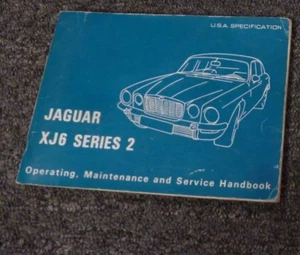 U.S.A. SPECIFICATION
JAGUAR
XJ6 SERIES 2
Operating, Maintenance and Service Handbook